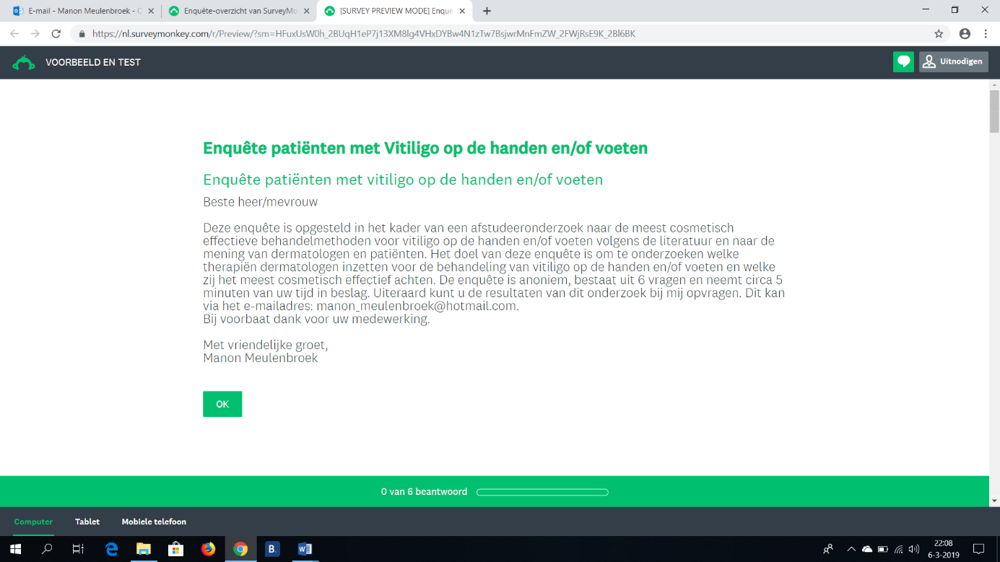 E-mail - Manon Meulenbroek - O
Enquête-overzicht van SurveyMo
[SURVEY PREVIEW MODE] Enquê
https://nl.surveymonkey.com/r/Preview/?sm=HFuxUsW0h_2BUqH1eP7j13XM8lg4VHxDYBw4N1zTw7BsjwrMnFmZW_2FWjRsE9K_2Bl6BK
VOORBEELD EN TEST
Uitnodigen
Enquête patiënten met Vitiligo op de handen en/of voeten
Enquête patiënten met vitiligo op de handen en/of voeten
Beste heer/mevrouw
Deze enquête is opgesteld in het kader van een afstudeeronderzoek naar de meest cosmetisch
effectieve behandelmethoden voor vitiligo op de handen en/of voeten volgens de literatuur en naar de
mening van dermatologen en patiënten. Het doel van deze enquête is om te onderzoeken welke
therapiën dermatologen inzetten voor de behandeling van vitiligo op de handen en/of voeten en welke
zij het meest cosmetisch effectief achten. De enquête is anoniem, bestaat uit 6 vragen en neemt circa 5
minuten van uw tijd in beslag. Uiteraard kunt u de resultaten van dit onderzoek bij mij opvragen. Dit kan
via het e-mailadres: manon_meulenbroek@hotmail.com.
Bij voorbaat dank voor uw medewerking.
Met vriendelijke groet,
Manon Meulenbroek
OK
0 van 6 beantwoord
Computer
Tablet
Mobiele telefoon
B.
22:08
6-3-2019